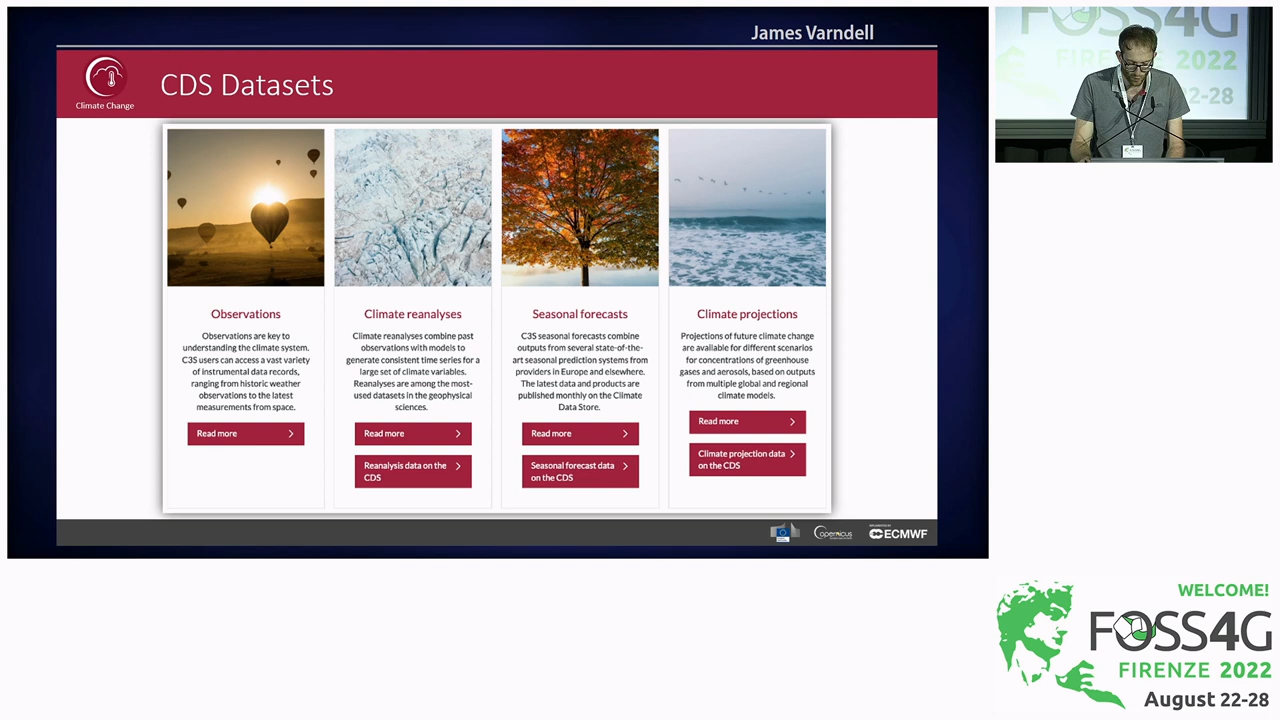 James Varndell
Climate Change
CDS Datasets
Observations
Observations are key to
understanding the climate system.
C3S users can access a vast variety
of instrumental data records,
ranging from historic weather
observations to the latest
measurements from space.
Read more
Climate reanalyses
Climate reanalyses combine past
observations with models to
generate consistent time series for a
large set of climate variables.
Reanalyses are among the most-
used datasets in the geophysical
sciences.
Read more
Reanalysis data on the
CDS
Seasonal forecasts
C3S seasonal forecasts combine
outputs from several state-of-the-
art seasonal prediction systems from
providers in Europe and elsewhere.
The latest data and products are
published monthly on the Climate
Data Store.
Read more
Seasonal forecast data
on the CDS
Climate projections
Projections of future climate change
are available for different scenarios
for concentrations of greenhouse
gases and aerosols, based on outputs
from multiple global and regional
climate models.
Read more
Climate projection data
on the CDS
Copernicus
ECMWF
FOSS4G
FIRENZE 2022
22-28
WELCOME!
FOSS4G
FIRENZE 2022
August 22-28